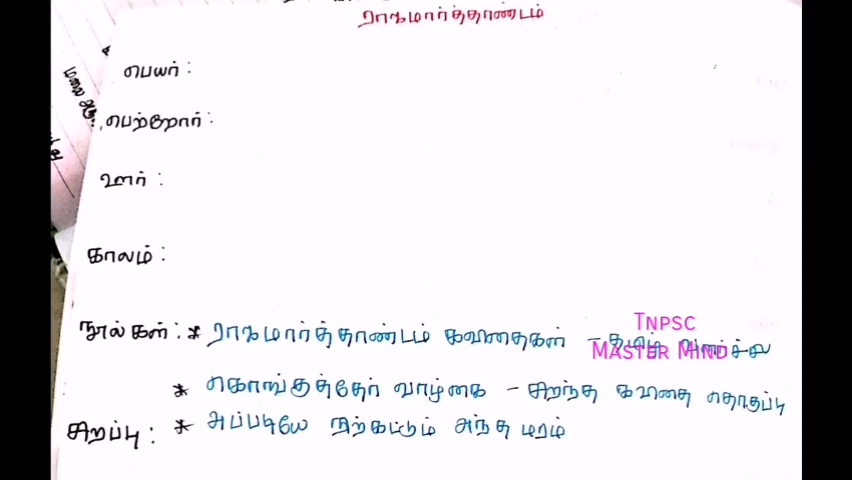 ராஜமார்த்தாண்டம்
பெயர் :
பெற்றோர் :
ஊர் :
காலம் :
நூல்கள் : * ராஜமார்த்தாண்டம் கவிதைகள் - தமிழ்
* கொங்குத்தேர் வாழ்கை - சிறந்த கவிதை தொகுப்பு
சிறப்பு : * அப்படியே நிற்கட்டும் அந்த மரம்
TNPSC
MASTER MIND